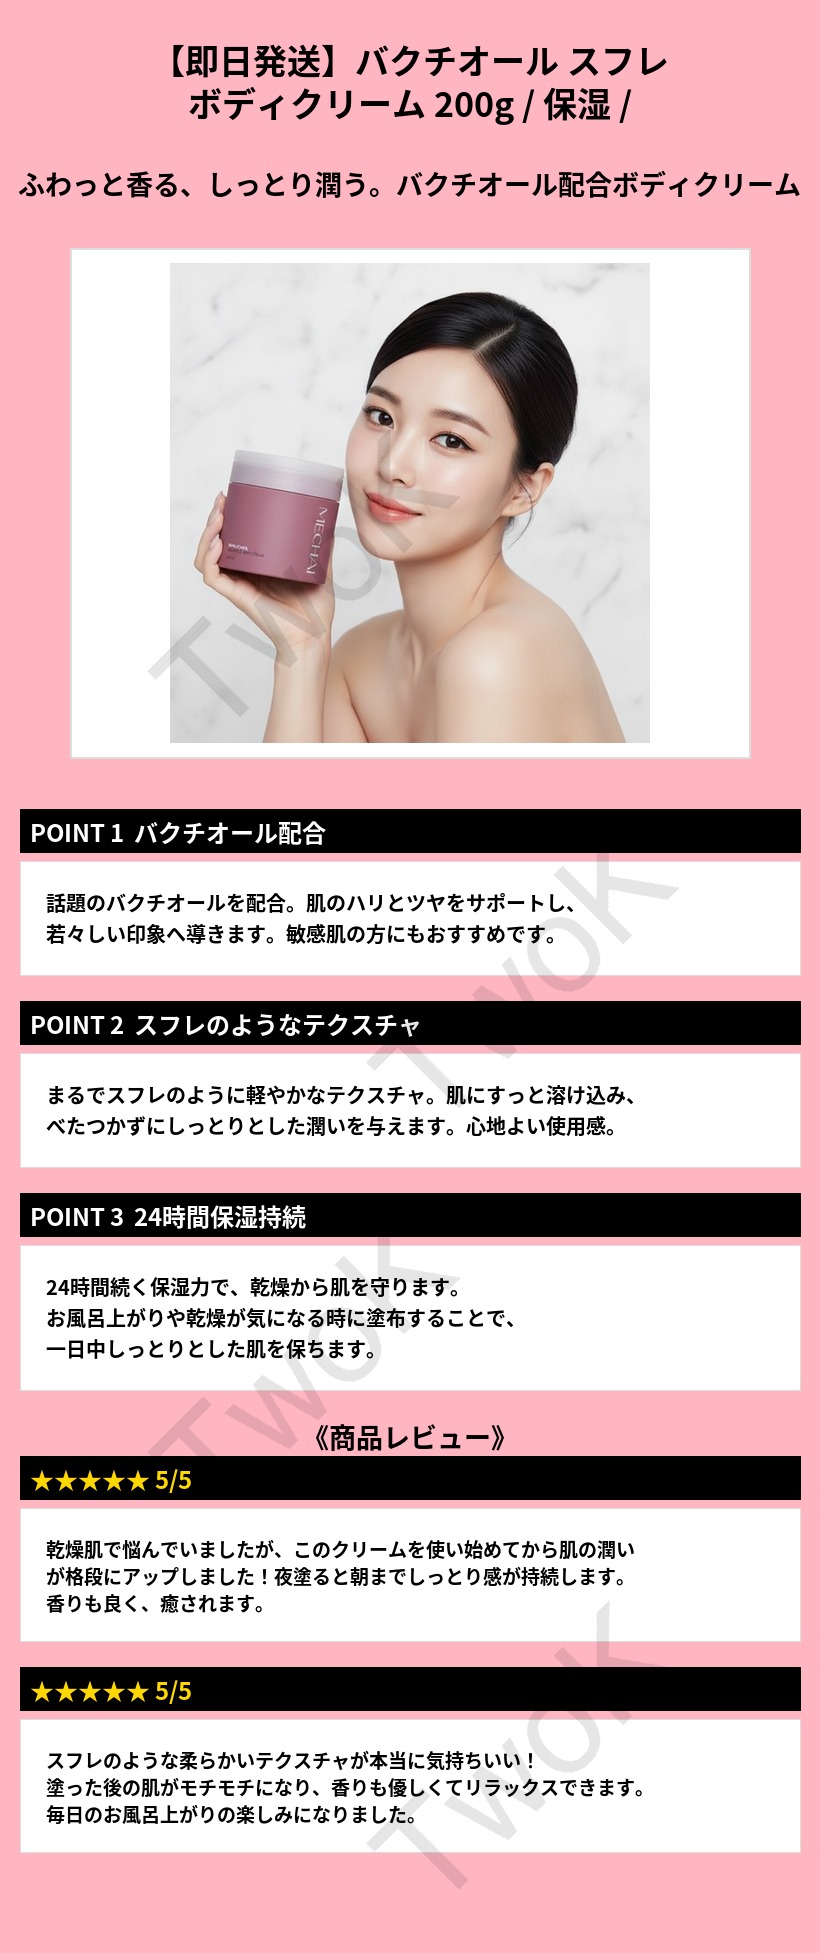 【即日発送】バクチオール スフレ
ボディクリーム 200g / 保湿 /
ふわっと香る、しっとり潤う。バクチオール配合ボディクリーム
MECHAI
TwoK
POINT 1 バクチオール配合
話題のバクチオールを配合。肌のハリとツヤをサポートし、
若々しい印象へ導きます。敏感肌の方にもおすすめです。
TwoK
POINT 2 スフレのようなテクスチャ
まるでスフレのように軽やかなテクスチャ。肌にすっと溶け込み、
べたつかずにしっとりとした潤いを与えます。心地よい使用感。
POINT 3 24時間保湿持続
24時間続く保湿力で、乾燥から肌を守ります。
お風呂上がりや乾燥が気になる時に塗布することで、
一日中しっとりとした肌を保ちます。
TwoK
《商品レビュー》
★★★★★ 5/5
乾燥肌で悩んでいましたが、このクリームを使い始めてから肌の潤い
が格段にアップしました！夜塗ると朝までしっとり感が持続します。
香りも良く、癒されます。
★★★★★ 5/5
スフレのような柔らかいテクスチャが本当に気持ちいい！
塗った後の肌がモチモチになり、香りも優しくてリラックスできます。
毎日のお風呂上がりの楽しみになりました。
TwoK